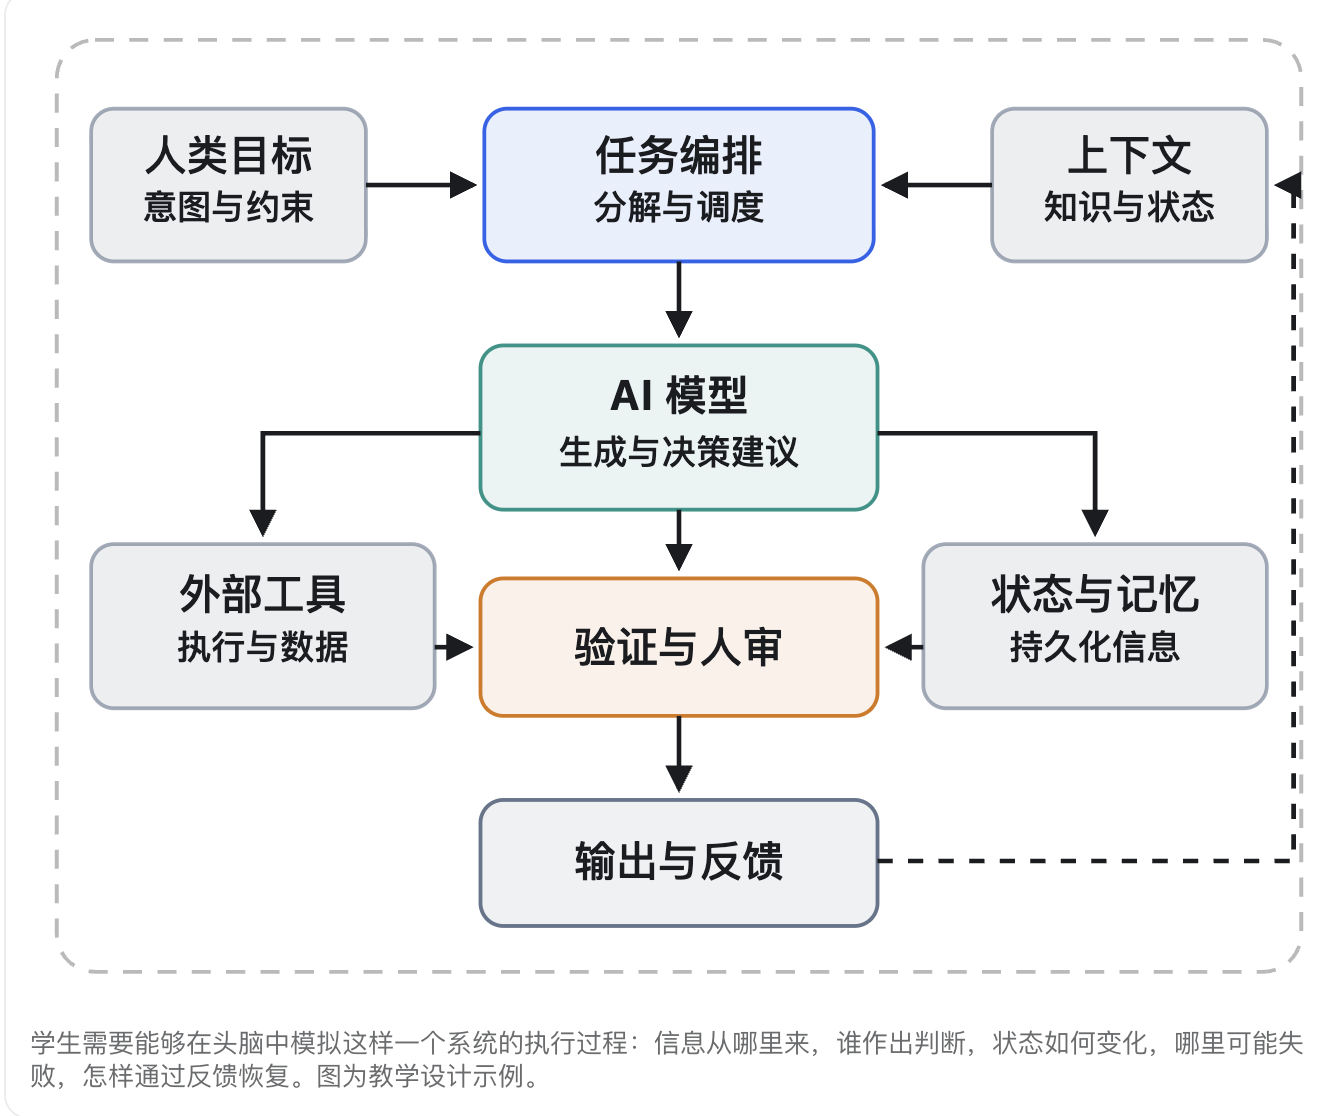 人类目标
意图与约束
任务编排
分解与调度
上下文
知识与状态
AI 模型
生成与决策建议
外部工具
执行与数据
验证与人审
状态与记忆
持久化信息
输出与反馈
学生需要能够在头脑中模拟这样一个系统的执行过程：信息从哪里来，谁作出判断，状态如何变化，哪里可能失
败，怎样通过反馈恢复。图为教学设计示例。